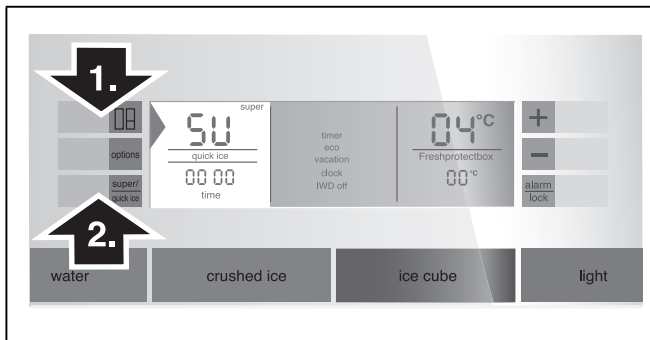 1.
super
SU
quick ice
00 00
time
options
super/
quick ice
2.
timer
eco
vacation
clock
IWD off
04°C
Freshprotectbox
00°C
+
−
alarm
lock
water
crushed ice
ice cube
light